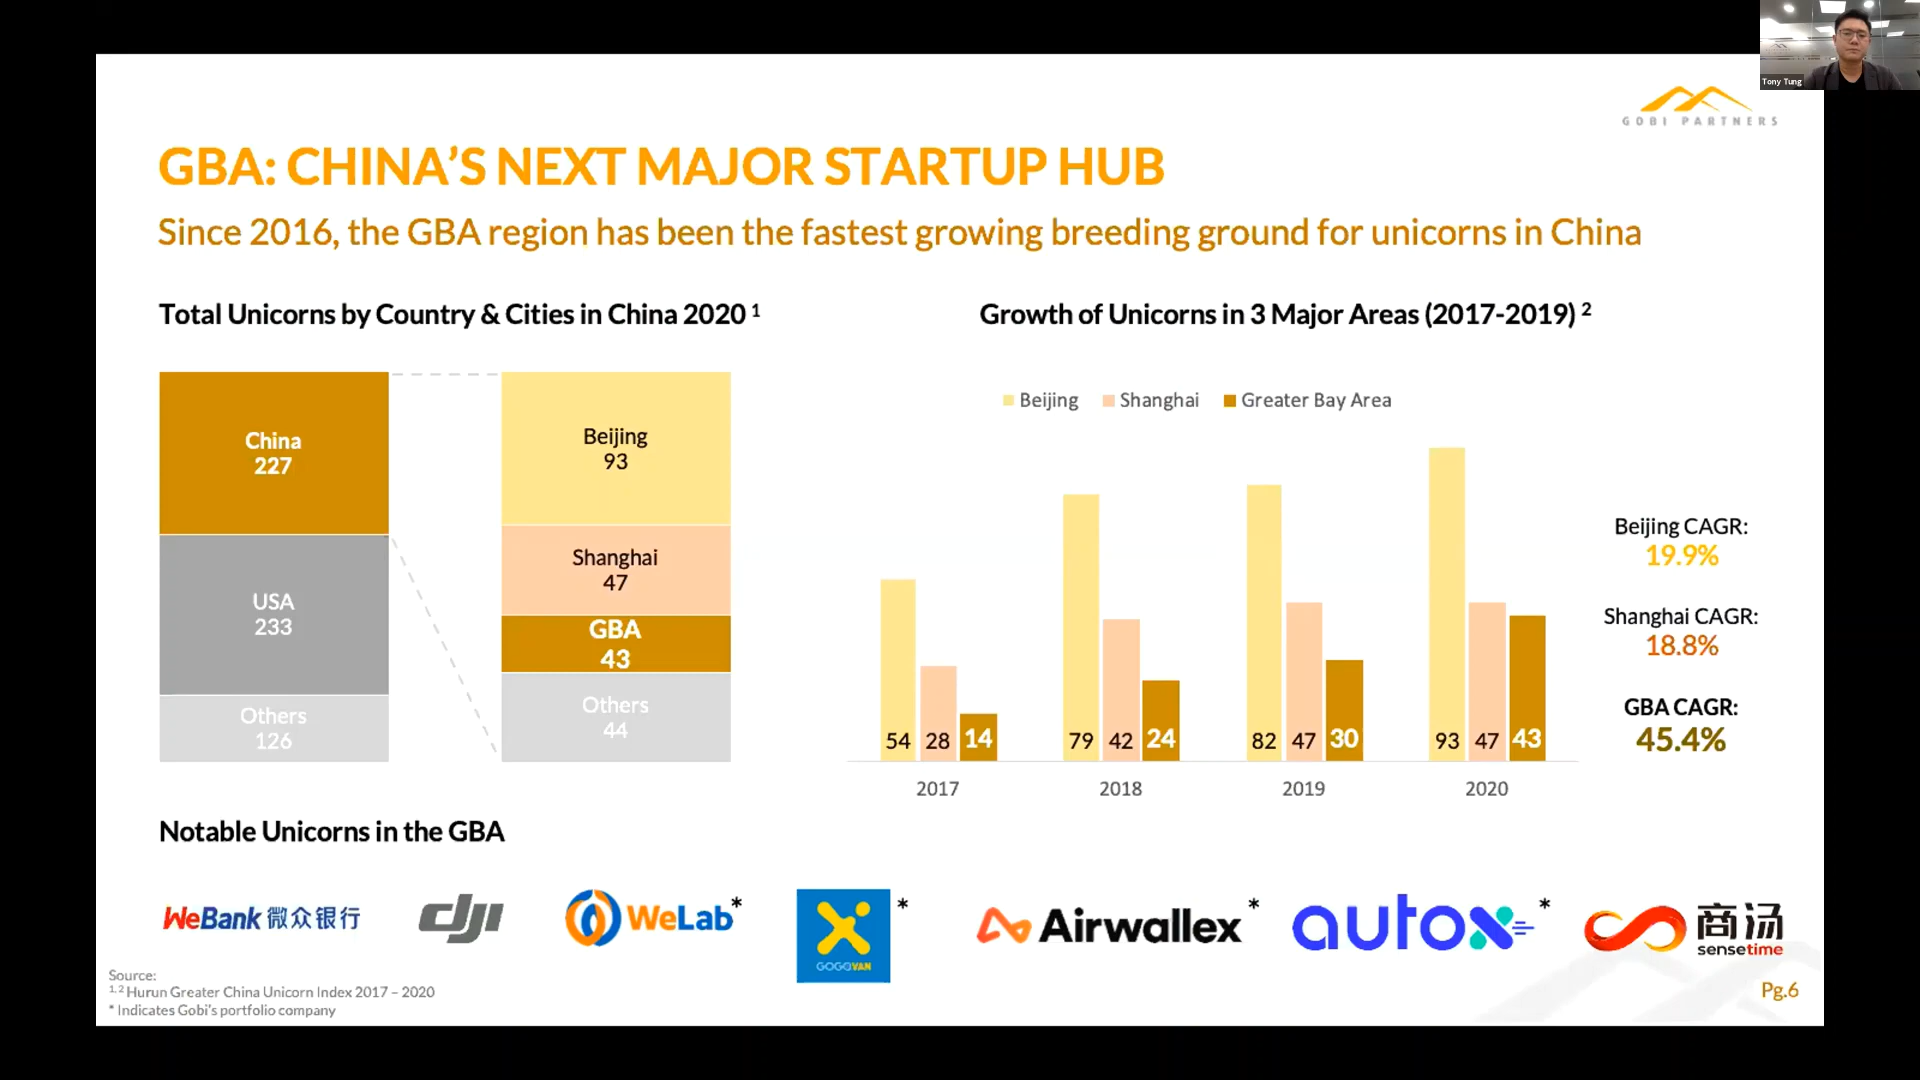 Tony Tung
GOBI PARTNERS
GBA: CHINA'S NEXT MAJOR STARTUP HUB
Since 2016, the GBA region has been the fastest growing breeding ground for unicorns in China
Total Unicorns by Country & Cities in China 2020 1
China
227
USA
233
Others
126
Beijing
93
Shanghai
47
GBA
43
Others
44
Growth of Unicorns in 3 Major Areas (2017-2019) 2
Beijing Shanghai Greater Bay Area
54 28 14 79 42 24 82 47 30 93 47 43
2017 2018 2019 2020
Beijing CAGR:
19.9%
Shanghai CAGR:
18.8%
GBA CAGR:
45.4%
Notable Unicorns in the GBA
WeBank 微众银行
dji
WeLab*
GOGOVAN *
Airwallex *
autox *
商汤
sensetime
Source:
1, 2 Hurun Greater China Unicorn Index 2017 – 2020
* Indicates Gobi's portfolio company
Pg.6